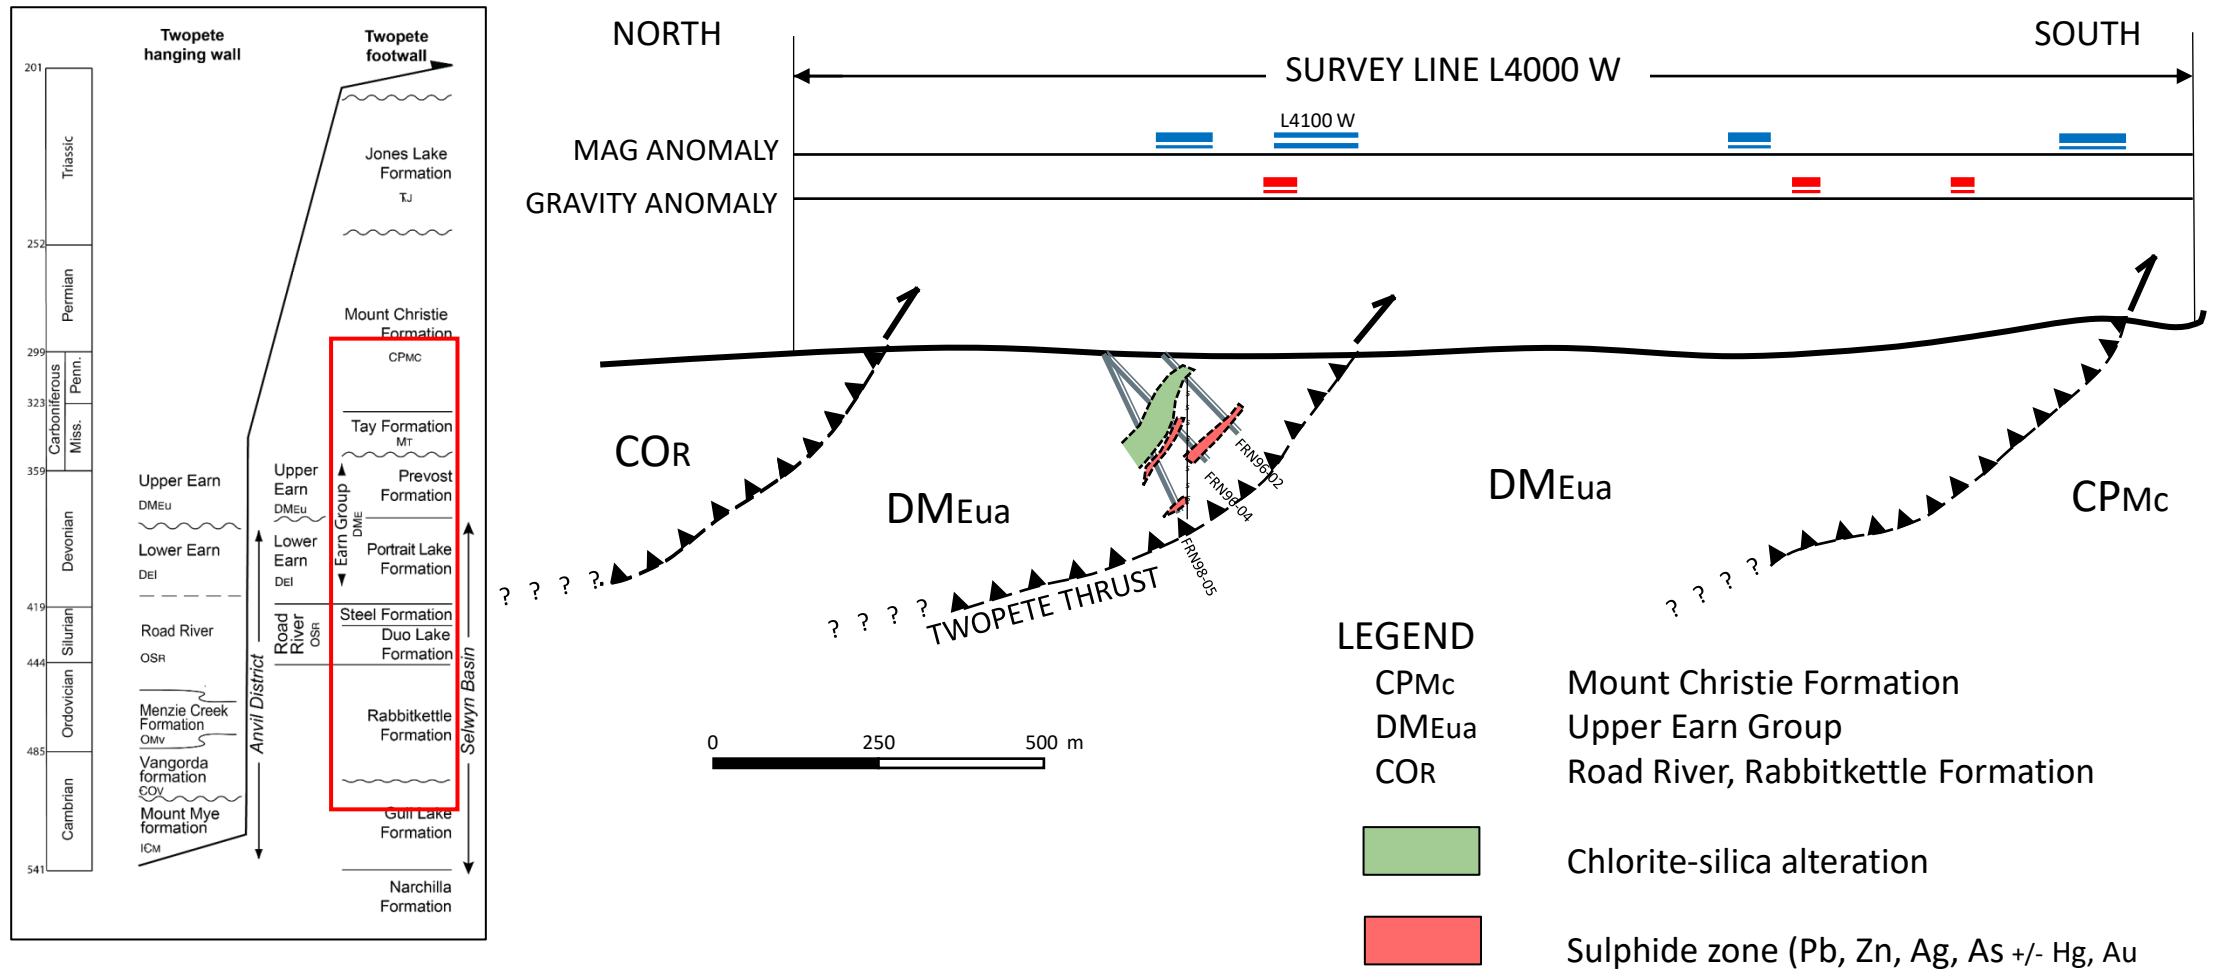 Twopete
hanging wall
Twopete
footwall
201
252
299
323
359
419
444
485
541
Triassic
Permian
Carboniferous
Penn.
Miss.
Devonian
Silurian
Ordovician
Cambrian
Upper Earn
DMEu
Lower Earn
DEl
Road River
OSR
Menzie Creek
Formation
OMv
Vangorda
formation
ЄOV
Mount Mye
formation
lЄM
Anvil District
Upper
Earn
DMEu
Lower
Earn
DEl
Road
River
OSR
Earn Group
DME
Jones Lake
Formation
TJ
Mount Christie
Formation
CPMC
Tay Formation
MT
Prevost
Formation
Portrait Lake
Formation
Steel Formation
Duo Lake
Formation
Rabbitkettle
Formation
Gull Lake
Formation
Narchilla
Formation
Selwyn Basin
NORTH
SOUTH
SURVEY LINE L4000 W
L4100 W
MAG ANOMALY
GRAVITY ANOMALY
COR
DMEua
DMEua
CPMc
FRN96-02
FRN96-04
FRN98-05
? ? ? ?
? ? ? ?
? ? ? ?
TWOPETE THRUST
0 250 500 m
LEGEND
CPMc Mount Christie Formation
DMEua Upper Earn Group
COR Road River, Rabbitkettle Formation
Chlorite-silica alteration
Sulphide zone (Pb, Zn, Ag, As +/- Hg, Au